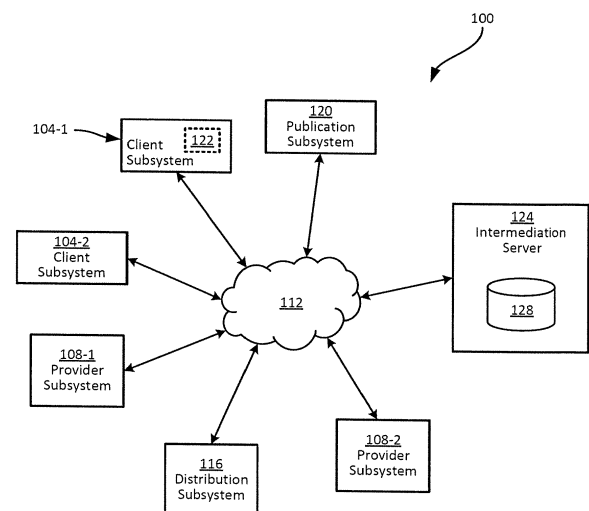 100
120
Publication
Subsystem
104-1
122
Client
Subsystem
124
Intermediation
Server
104-2
Client
Subsystem
112
128
108-1
Provider
Subsystem
108-2
Provider
Subsystem
116
Distribution
Subsystem